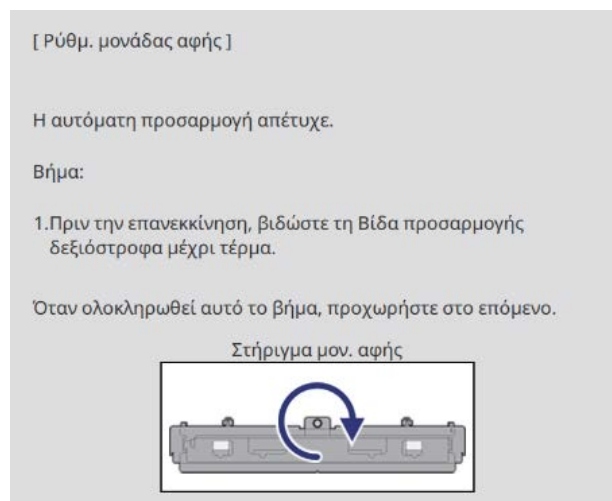 [ Ρύθμ. μονάδας αφής ]
Η αυτόματη προσαρμογή απέτυχε.
Βήμα:
1.Πριν την επανεκκίνηση, βιδώστε τη Βίδα προσαρμογής
δεξιόστροφα μέχρι τέρμα.
Όταν ολοκληρωθεί αυτό το βήμα, προχωρήστε στο επόμενο.
Στήριγμα μον. αφής